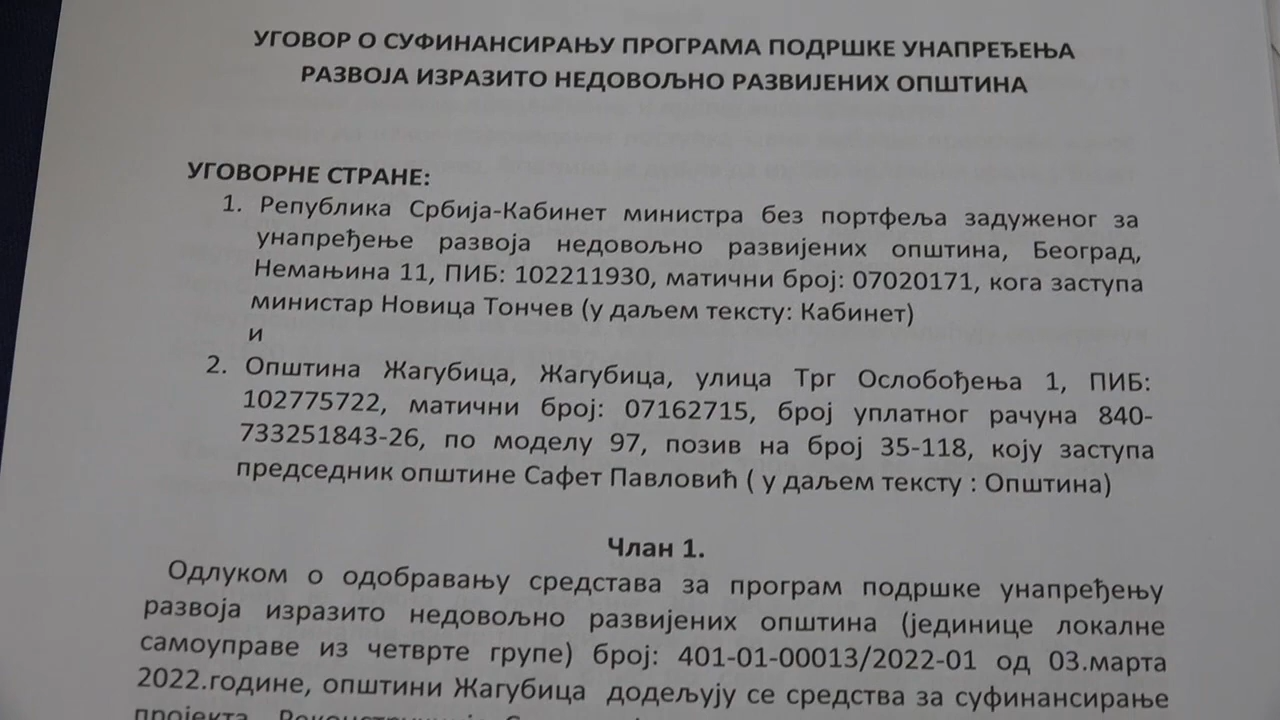 УГОВОР О СУФИНАНСИРАЊУ ПРОГРАМА ПОДРШКЕ УНАПРЕЂЕЊА
РАЗВОЈА ИЗРАЗИТО НЕДОВОЉНО РАЗВИЈЕНИХ ОПШТИНА
УГОВОРНЕ СТРАНЕ:
1. Република Србија-Кабинет министра без портфеља задуженог за
унапређење развоја недовољно развијених општина, Београд,
Немањина 11, ПИБ: 102211930, матични број: 07020171, кога заступа
министар Новица Тончев (у даљем тексту: Кабинет)
и
2. Општина Жагубица, Жагубица, улица Трг Ослобођења 1, ПИБ:
102775722, матични број: 07162715, број уплатног рачуна 840-
733251843-26, по моделу 97, позив на број 35-118, коју заступа
председник општине Сафет Павловић ( у даљем тексту : Општина)
Члан 1.
Одлуком о одобравању средстава за програм подршке унапређењу
развоја изразито недовољно развијених општина (јединице локалне
самоуправе из четврте групе) број: 401-01-00013/2022-01 од 03.марта
2022.године, општини Жагубица додељују се средства за суфинансирање
пројекта